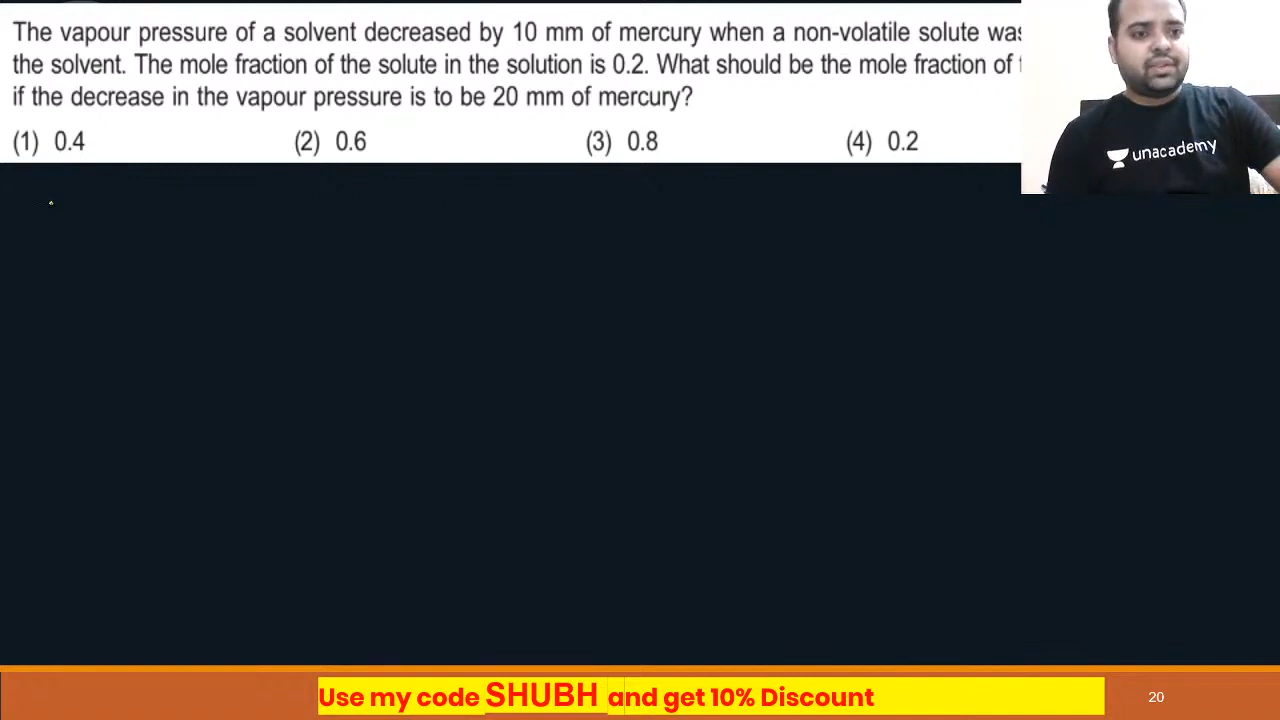 The vapour pressure of a solvent decreased by 10 mm of mercury when a non-volatile solute was
the solvent. The mole fraction of the solute in the solution is 0.2. What should be the mole fraction of
if the decrease in the vapour pressure is to be 20 mm of mercury?
(1) 0.4 (2) 0.6 (3) 0.8 (4) 0.2
unacademy
Use my code SHUBH and get 10% Discount
20